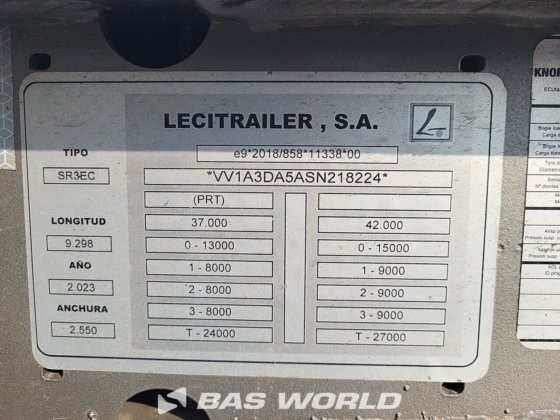 LECITRAILER , S.A.
TIPO
e9*2018/858*11338*00
SR3EC
*VV1A3DA5ASN218224*
(PRT)
LONGITUD
37.000
42.000
9.298
0 - 13000
0 - 15000
AÑO
1 - 8000
1 - 9000
2.023
2 - 8000
2 - 9000
ANCHURA
3 - 8000
3 - 9000
2.550
T - 24000
T - 27000
BAS WORLD
KNOR